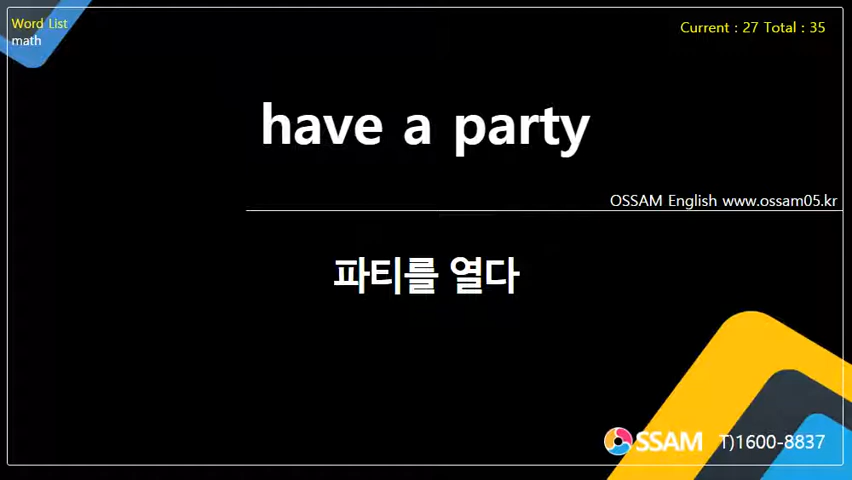 Word List
math
Current : 27 Total : 35
have a party
OSSAM English www.ossam05.kr
파티를 열다
OSSAM T)1600-8837